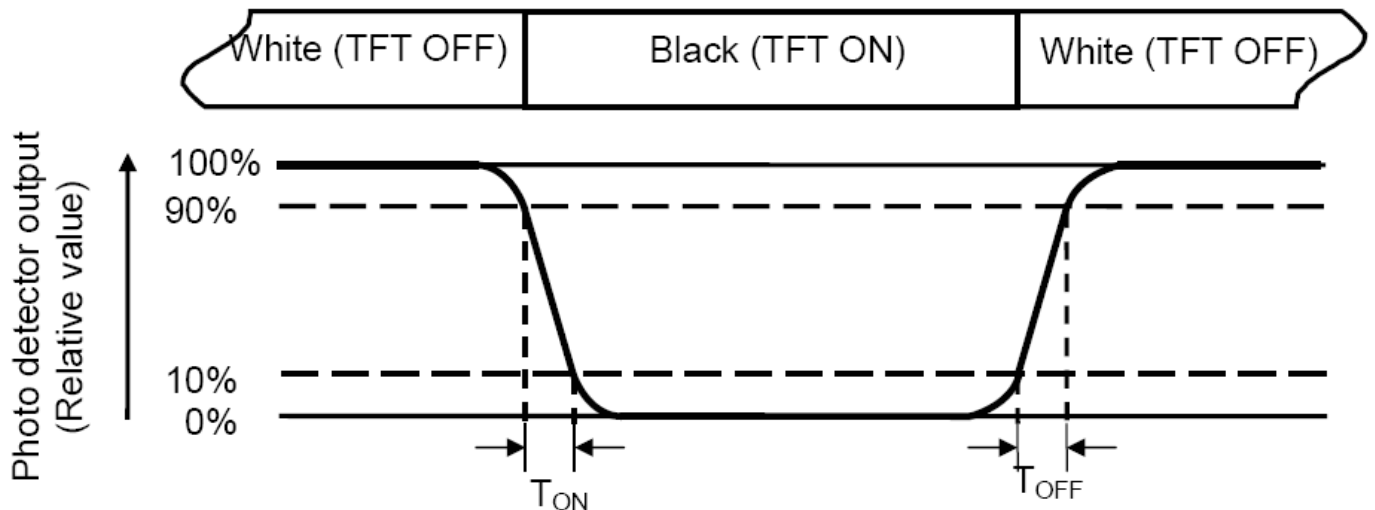 White (TFT OFF)
Black (TFT ON)
White (TFT OFF)
Photo detector output
(Relative value)
100%
90%
10%
0%
TON
TOFF